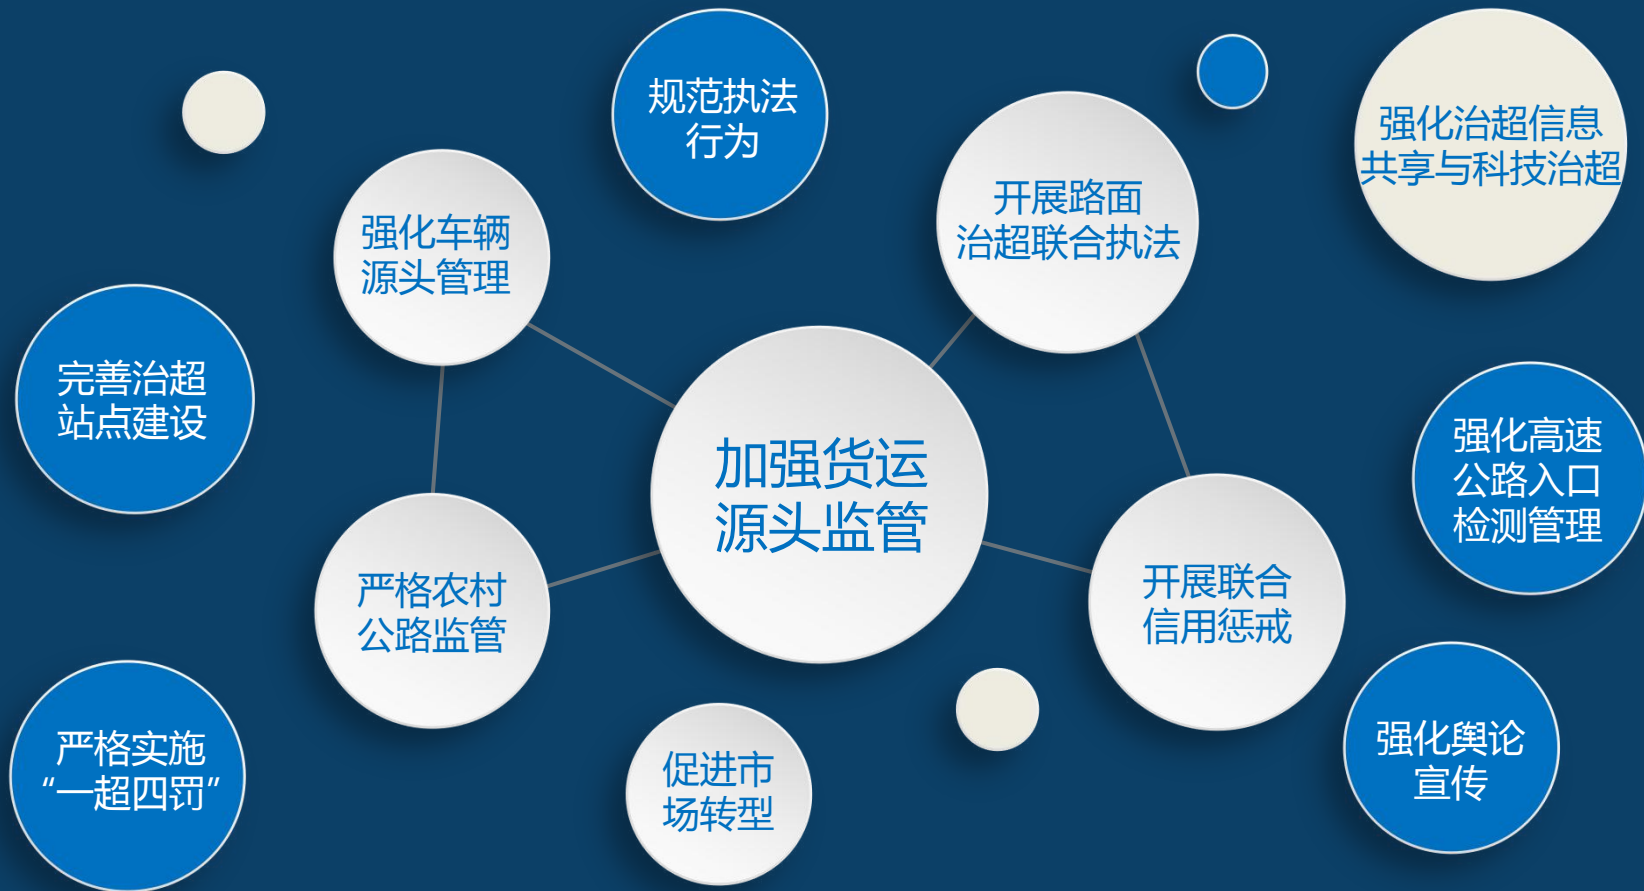 规范执法
行为
强化治超信息
共享与科技治超
开展路面
治超联合执法
强化车辆
源头管理
完善治超
站点建设
加强货运
源头监管
强化高速
公路入口
检测管理
严格农村
公路监管
开展联合
信用惩戒
严格实施
“一超四罚”
促进市
场转型
强化舆论
宣传